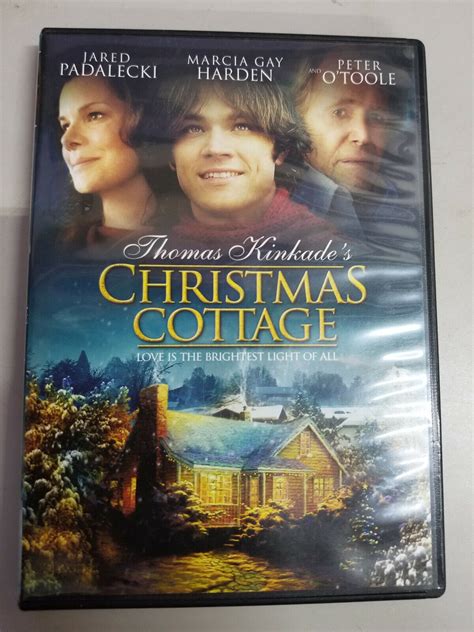 JARED
PADALECKI
MARCIA GAY
HARDEN
AND PETER
O'TOOLE
Thomas Kinkade's
CHRISTMAS
COTTAGE
LOVE IS THE BRIGHTEST LIGHT OF ALL